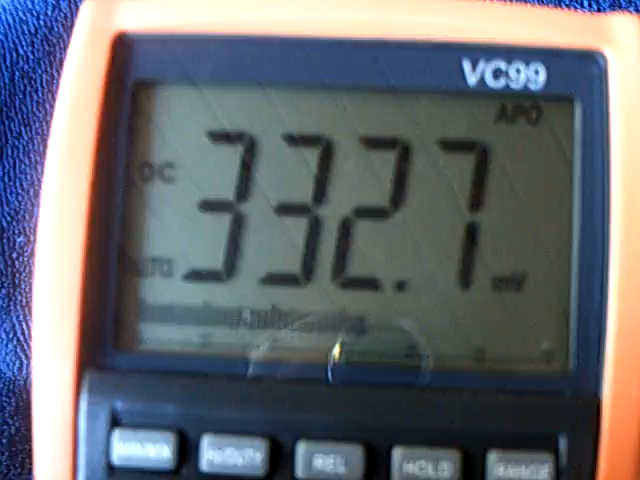 VC99
APO
DC
332.7
AUTO
mV
REL
HOLD
RANGE